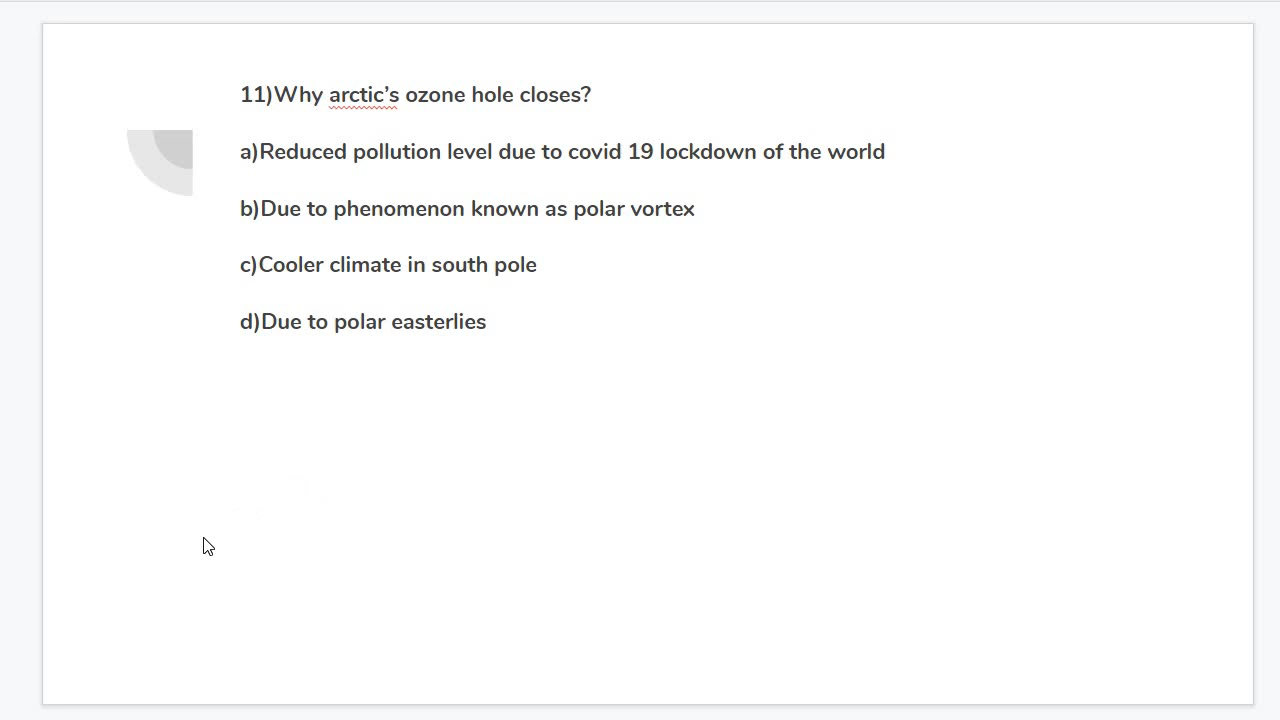 11)Why arctic’s ozone hole closes?
a)Reduced pollution level due to covid 19 lockdown of the world
b)Due to phenomenon known as polar vortex
c)Cooler climate in south pole
d)Due to polar easterlies